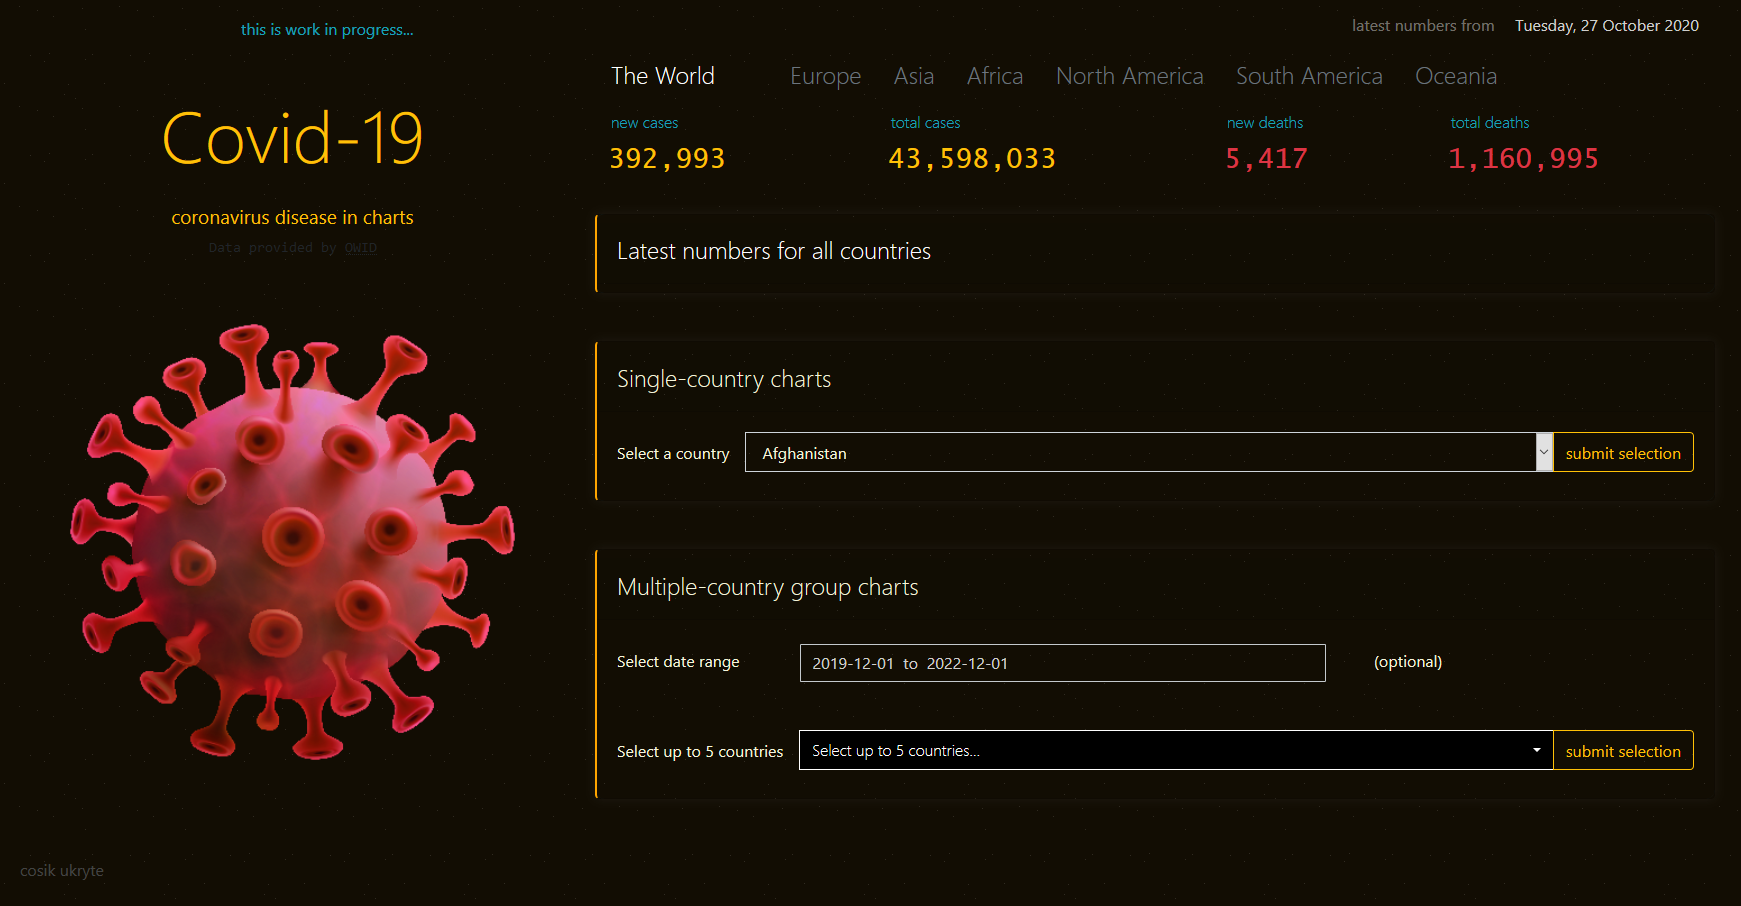 this is work in progress...
Covid-19
coronavirus disease in charts
Data provided by OWID
latest numbers from Tuesday, 27 October 2020
The World Europe Asia Africa North America South America Oceania
new cases total cases new deaths total deaths
392,993 43,598,033 5,417 1,160,995
Latest numbers for all countries
Single-country charts
Select a country Afghanistan submit selection
Multiple-country group charts
Select date range 2019-12-01 to 2022-12-01 (optional)
Select up to 5 countries Select up to 5 countries... submit selection
cosik ukryte